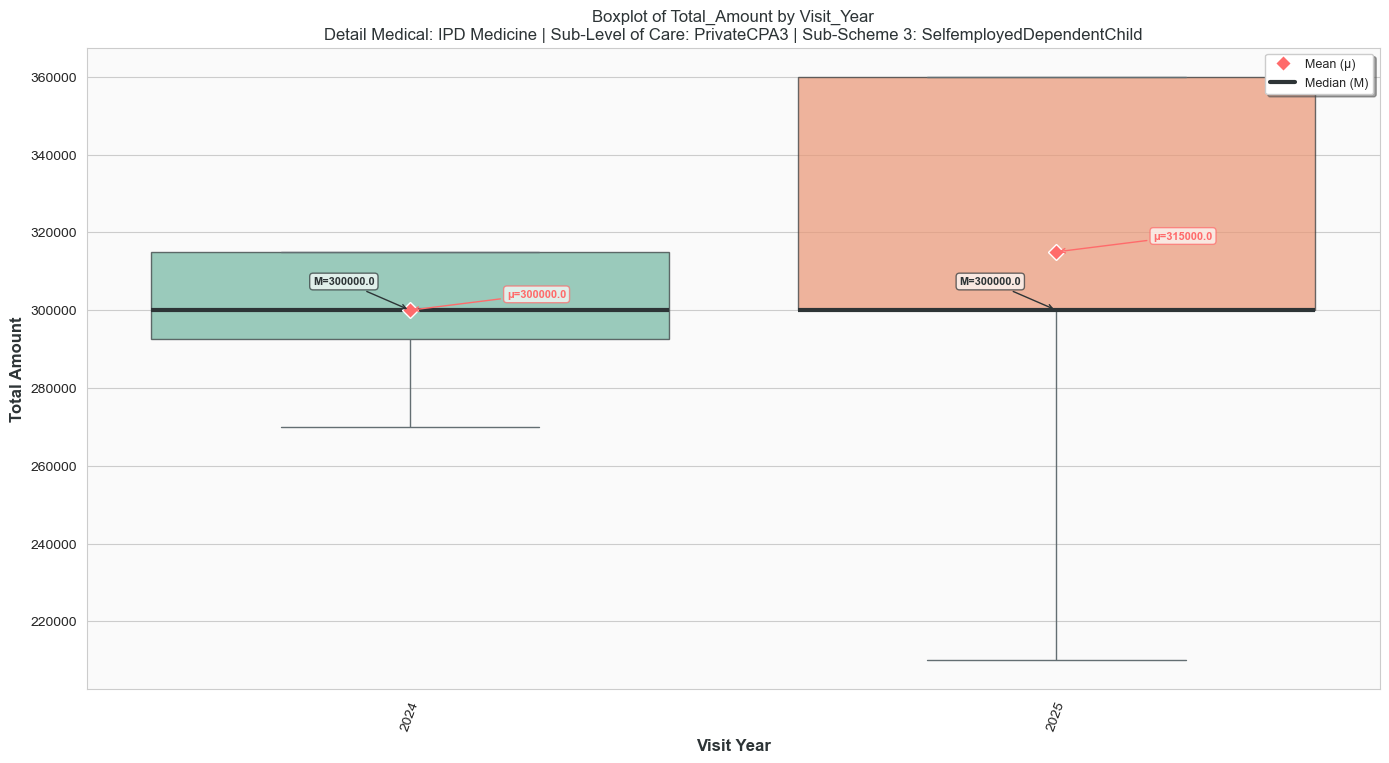 Boxplot of Total_Amount by Visit_Year
Detail Medical: IPD Medicine | Sub-Level of Care: PrivateCPA3 | Sub-Scheme 3: SelfemployedDependentChild
Mean (μ)
Median (M)
360000
340000
320000
300000
280000
260000
240000
220000
Total Amount
M=300000.0
μ=300000.0
M=300000.0
μ=315000.0
2024
2025
Visit Year